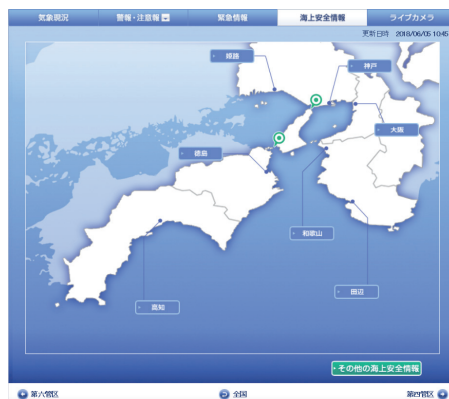 気象現況 警報・注意報 緊急情報 海上安全情報 ライブカメラ
更新日時 2018/06/05 10:45
姫路
神戸
大阪
徳島
和歌山
田辺
高知
その他の海上安全情報
第六管区 全国 第四管区